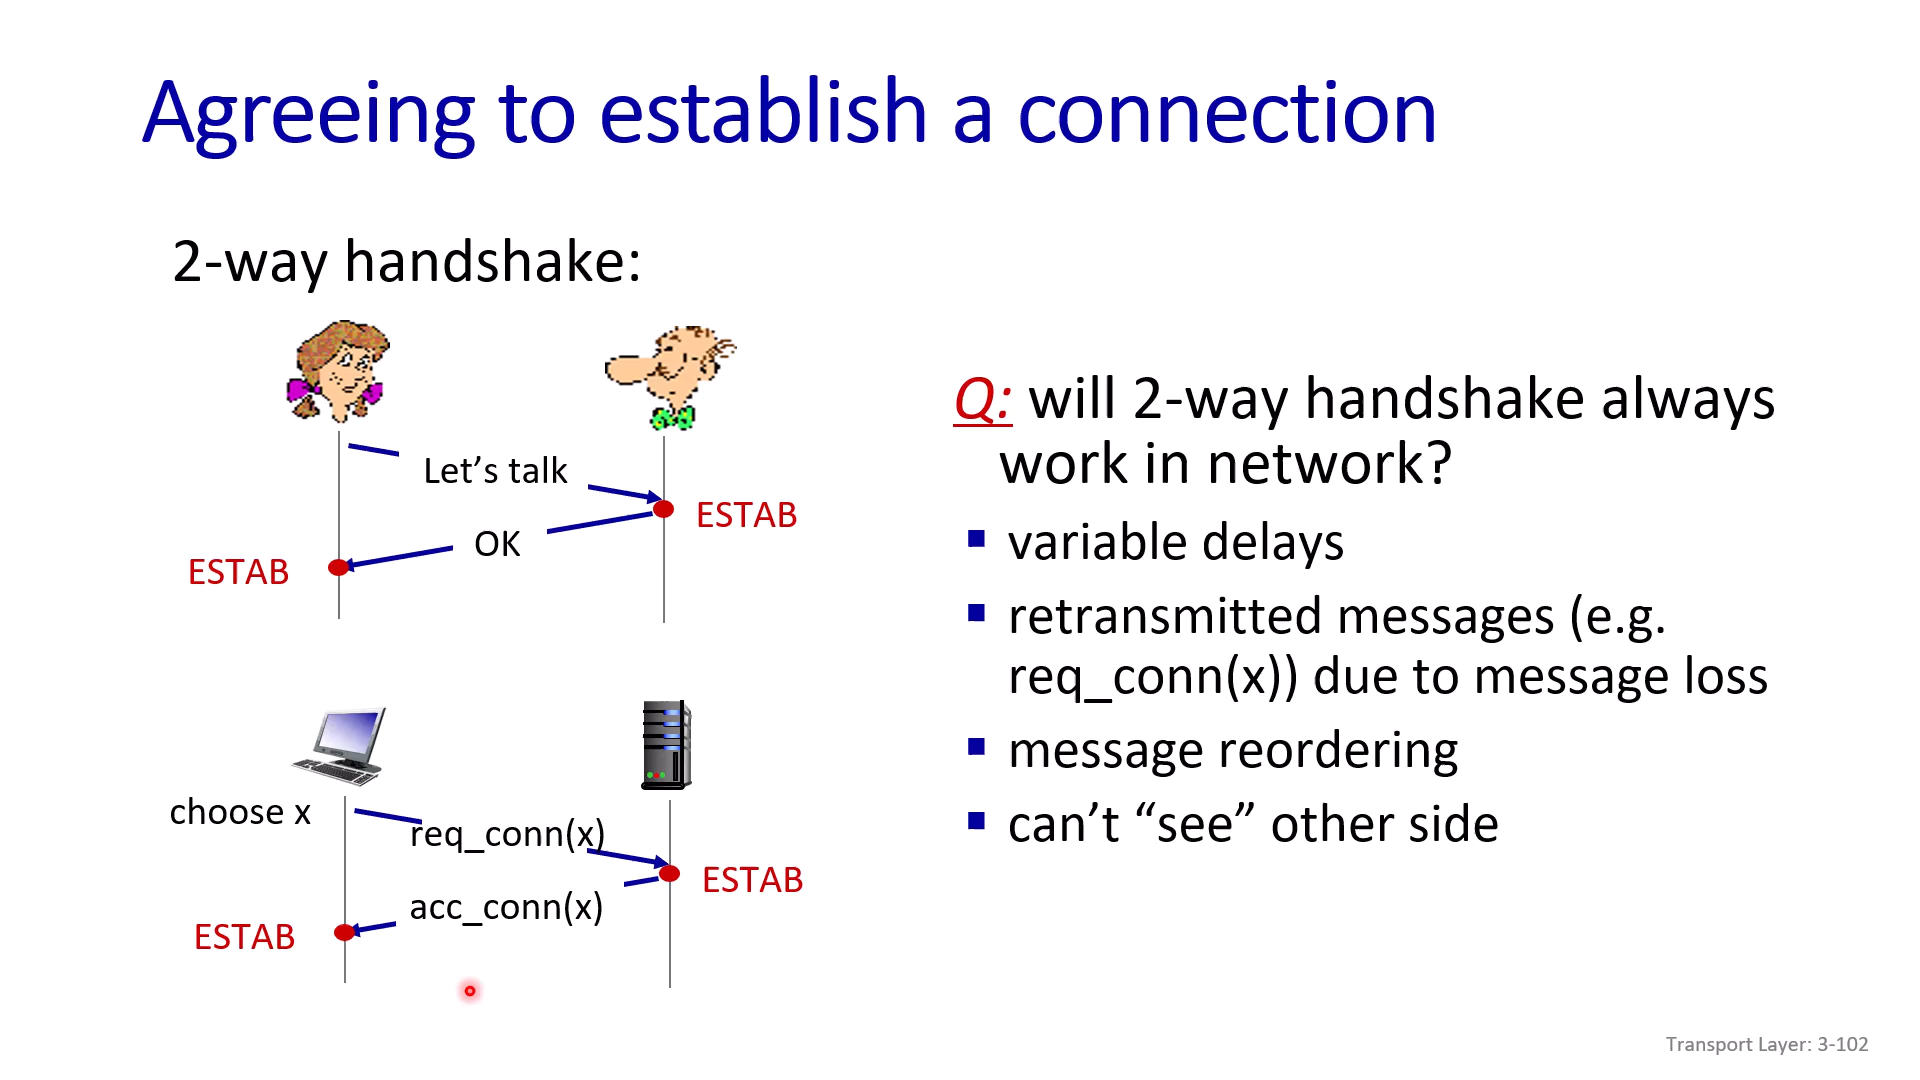 Agreeing to establish a connection
2-way handshake:
Let’s talk
ESTAB
OK
ESTAB
choose x
req_conn(x)
ESTAB
acc_conn(x)
ESTAB
Q: will 2-way handshake always
work in network?
variable delays
retransmitted messages (e.g.
req_conn(x)) due to message loss
message reordering
can’t “see” other side
Transport Layer: 3-102